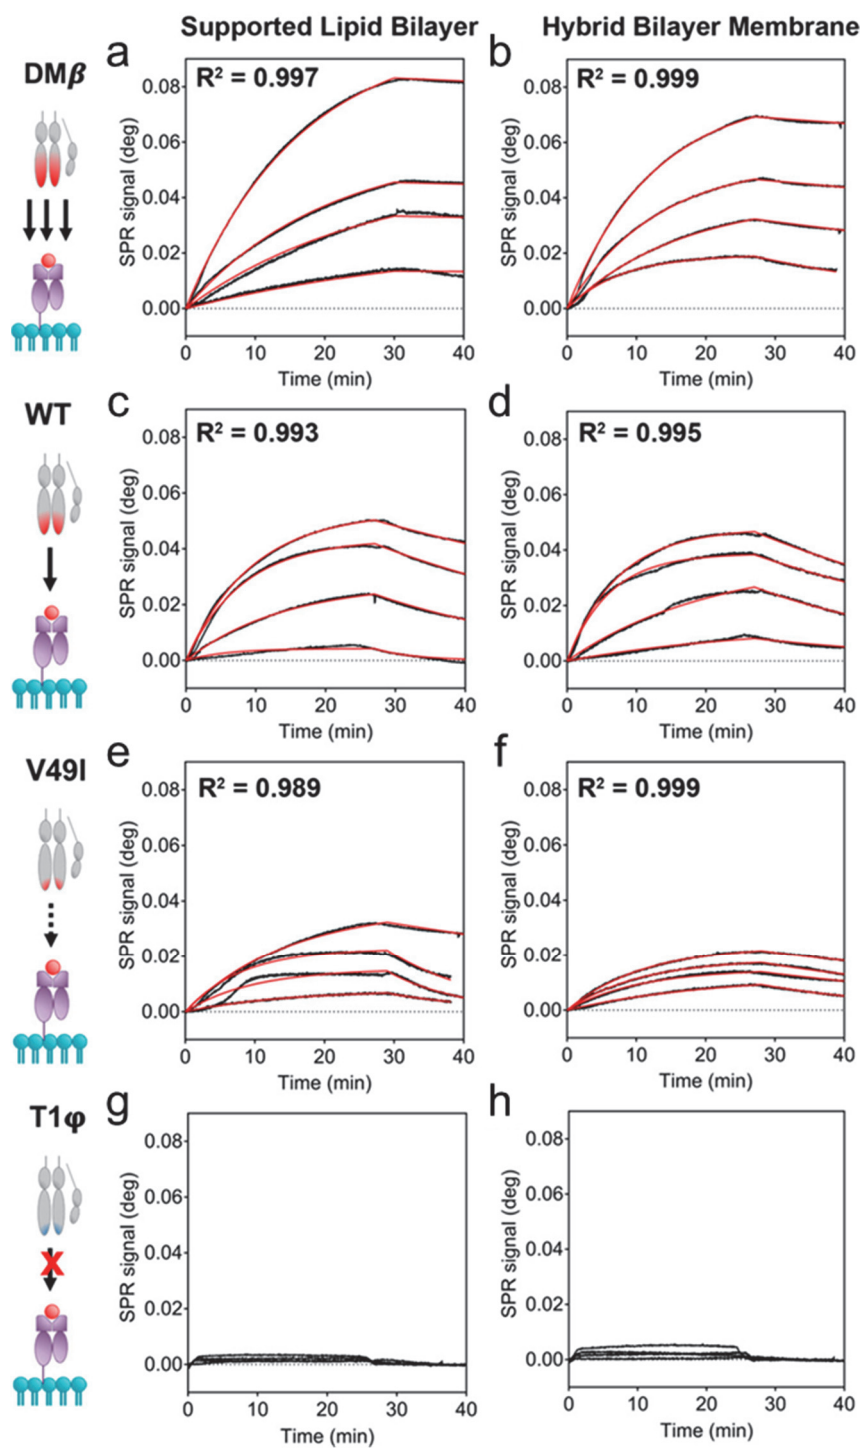 Supported Lipid Bilayer Hybrid Bilayer Membrane
DMβ
a
R² = 0.997
SPR signal (deg)
0.08
0.06
0.04
0.02
0.00
0 10 20 30 40
Time (min)
b
R² = 0.999
SPR signal (deg)
0.08
0.06
0.04
0.02
0.00
0 10 20 30 40
Time (min)
WT
c
R² = 0.993
SPR signal (deg)
0.08
0.06
0.04
0.02
0.00
0 10 20 30 40
Time (min)
d
R² = 0.995
SPR signal (deg)
0.08
0.06
0.04
0.02
0.00
0 10 20 30 40
Time (min)
V49I
e
R² = 0.989
SPR signal (deg)
0.08
0.06
0.04
0.02
0.00
0 10 20 30 40
Time (min)
f
R² = 0.999
SPR signal (deg)
0.08
0.06
0.04
0.02
0.00
0 10 20 30 40
Time (min)
T1φ
X
g
SPR signal (deg)
0.08
0.06
0.04
0.02
0.00
0 10 20 30 40
Time (min)
h
SPR signal (deg)
0.08
0.06
0.04
0.02
0.00
0 10 20 30 40
Time (min)